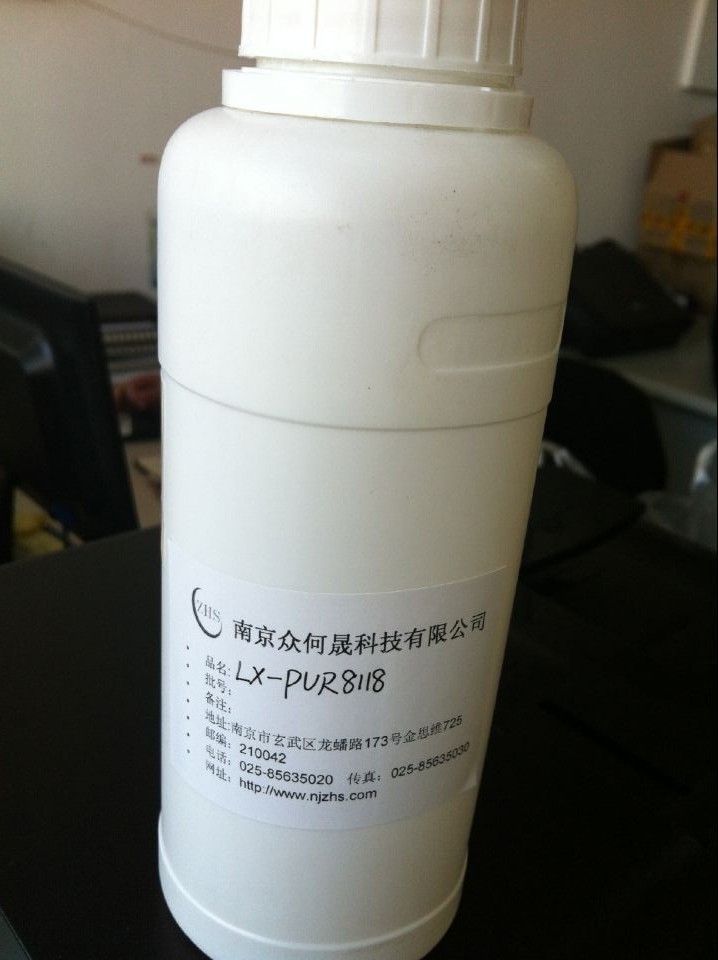 ZHS
南京众何晟科技有限公司
品名: LX-PUR8118
批号:
备注:
地址:南京市玄武区龙蟠路173号金思维725
邮编: 210042
电话: 025-85635020 传真: 025-85635030
网址: http://www.njzhs.com